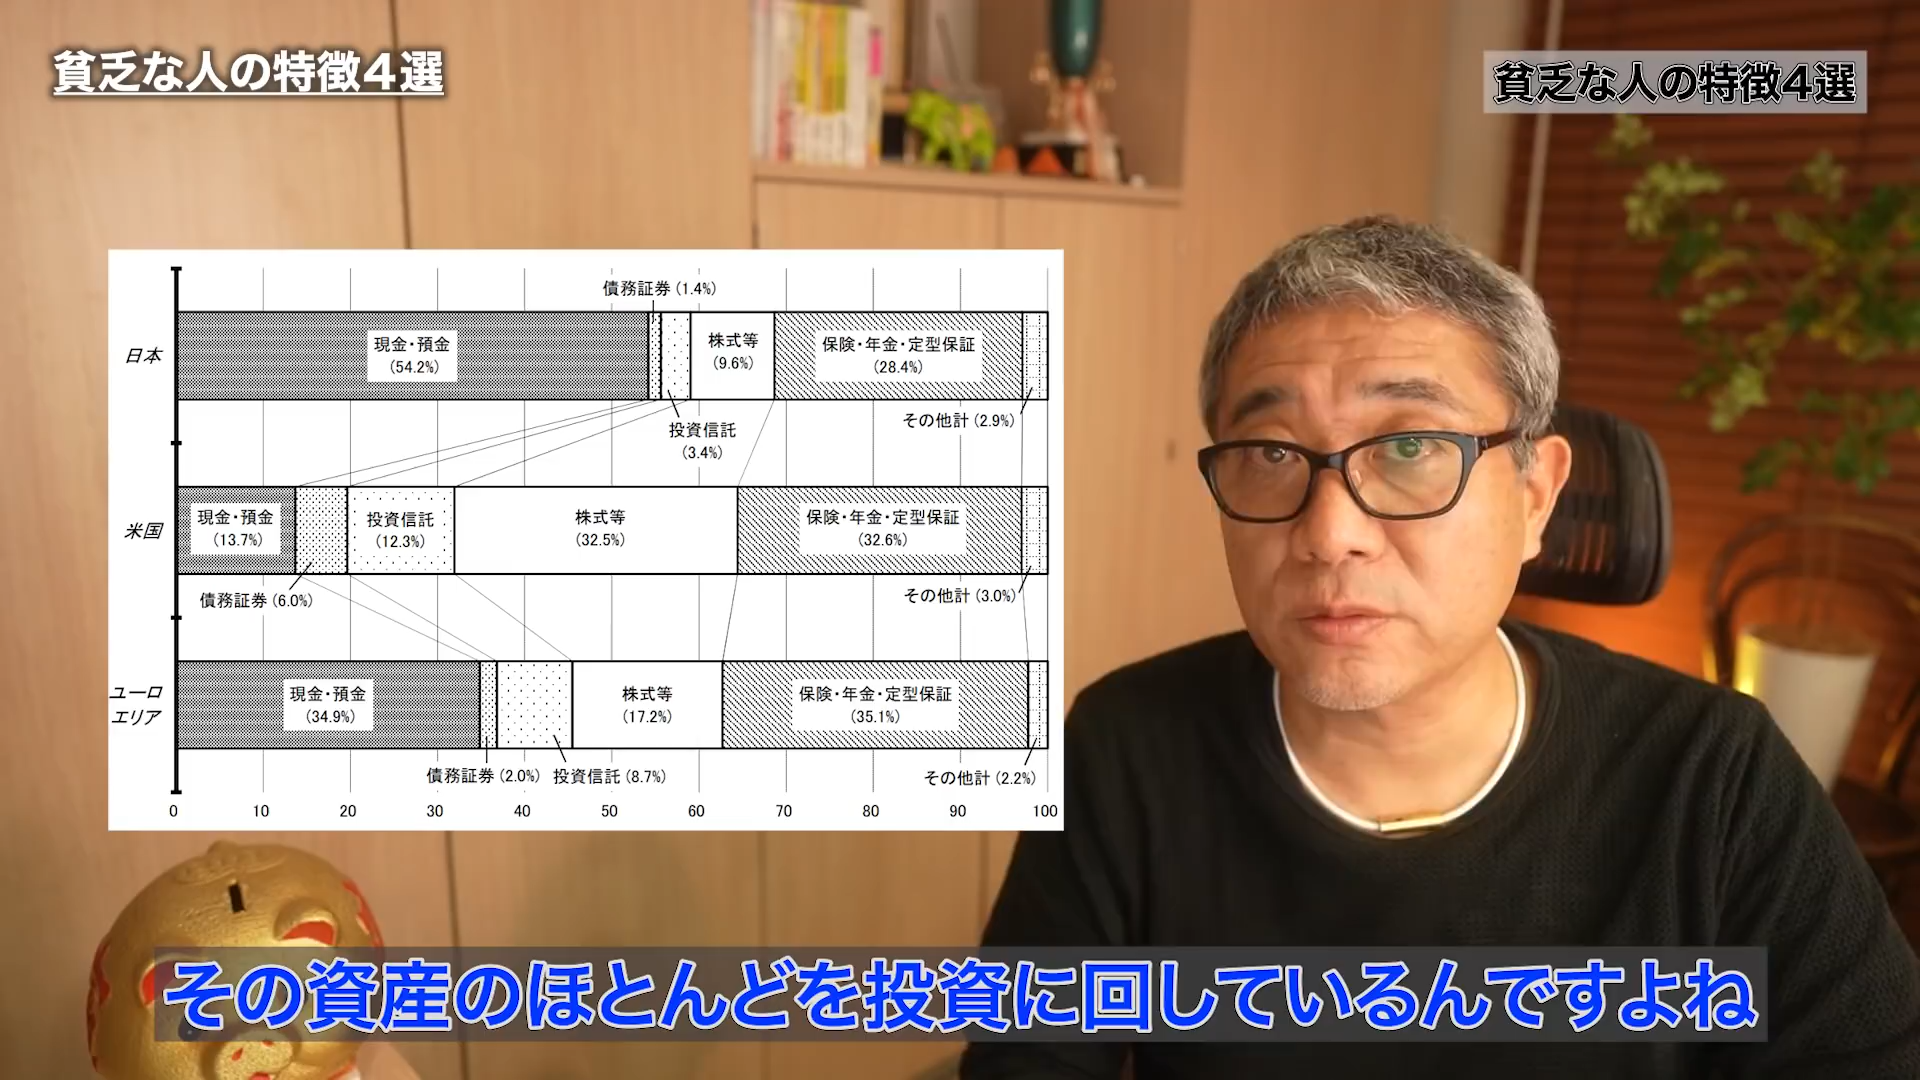 貧乏な人の特徴4選
貧乏な人の特徴4選
債務証券(1.4%)
日本
現金・預金
(54.2%)
株式等
(9.6%)
保険・年金・定型保証
(28.4%)
投資信託
(3.4%)
その他計(2.9%)
米国
現金・預金
(13.7%)
投資信託
(12.3%)
株式等
(32.5%)
保険・年金・定型保証
(32.6%)
債務証券(6.0%)
その他計(3.0%)
ユーロ
エリア
現金・預金
(34.9%)
株式等
(17.2%)
保険・年金・定型保証
(35.1%)
債務証券(2.0%)
投資信託(8.7%)
その他計(2.2%)
0 10 20 30 40 50 60 70 80 90 100
その資産のほとんどを投資に回しているんですよね